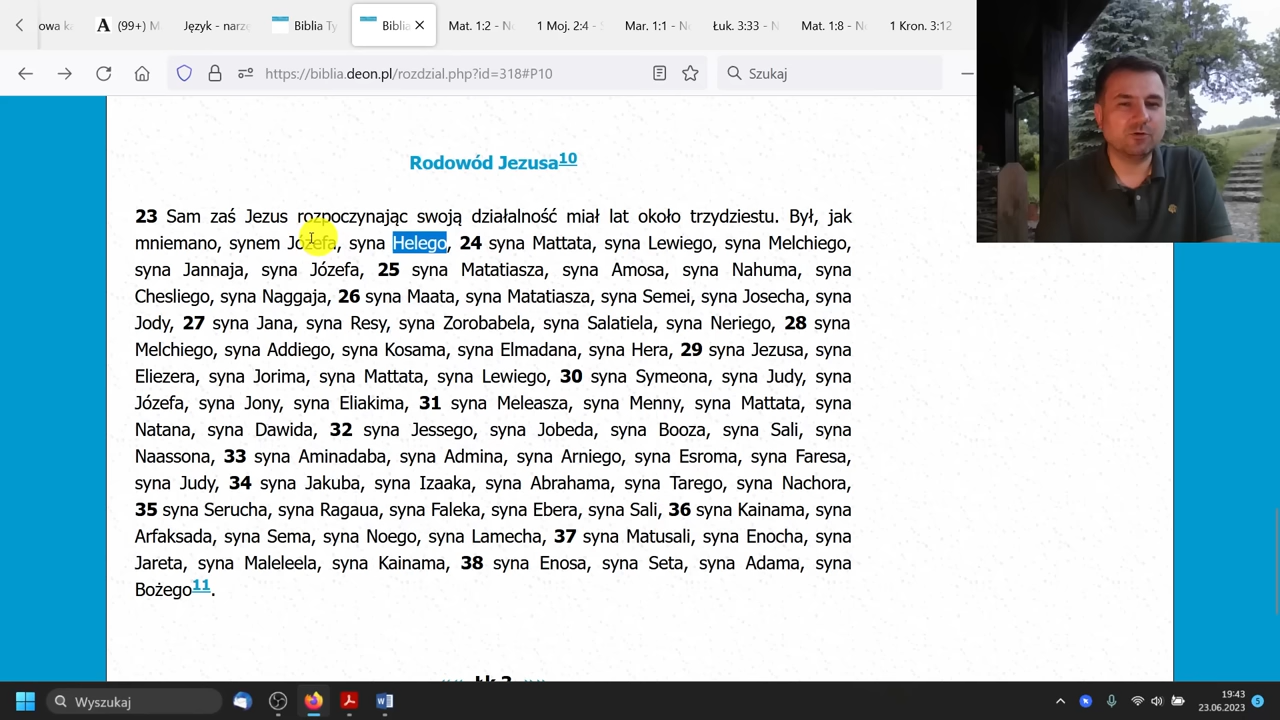 owa ka
(99+) M
Język - narzę
Biblia Ty
Biblia
Mat. 1:2 - Ne
1 Moj. 2:4 -
Mar. 1:1 - Ne
Łuk. 3:33 - N
Mat. 1:8 - Ne
1 Kron. 3:12
https://biblia.deon.pl/rozdzial.php?id=318#P10
Szukaj
Rodowód Jezusa10
23 Sam zaś Jezus rozpoczynając swoją działalność miał lat około trzydziestu. Był, jak
mniemano, synem Józefa, syna Helego, 24 syna Mattata, syna Lewiego, syna Melchiego,
syna Jannaja, syna Józefa, 25 syna Matatiasza, syna Amosa, syna Nahuma, syna
Chesliego, syna Naggaja, 26 syna Maata, syna Matatiasza, syna Semei, syna Josecha, syna
Jody, 27 syna Jana, syna Resy, syna Zorobabela, syna Salatiela, syna Neriego, 28 syna
Melchiego, syna Addiego, syna Kosama, syna Elmadana, syna Hera, 29 syna Jezusa, syna
Eliezera, syna Jorima, syna Mattata, syna Lewiego, 30 syna Symeona, syna Judy, syna
Józefa, syna Jony, syna Eliakima, 31 syna Meleasza, syna Menny, syna Mattata, syna
Natana, syna Dawida, 32 syna Jessego, syna Jobeda, syna Booza, syna Sali, syna
Naassona, 33 syna Aminadaba, syna Admina, syna Arniego, syna Esroma, syna Faresa,
syna Judy, 34 syna Jakuba, syna Izaaka, syna Abrahama, syna Tarego, syna Nachora,
35 syna Serucha, syna Ragaua, syna Faleka, syna Ebera, syna Sali, 36 syna Kainama, syna
Arfaksada, syna Sema, syna Noego, syna Lamecha, 37 syna Matusali, syna Enocha, syna
Jareta, syna Maleleela, syna Kainama, 38 syna Enosa, syna Seta, syna Adama, syna
Bożego11.
Łk 3
Wyszukaj
19:43
23.06.2023
5